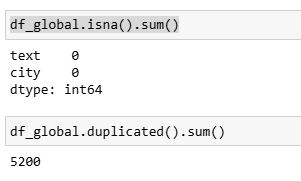 df_global.isna().sum()
text    0
city    0
dtype: int64
df_global.duplicated().sum()
5200